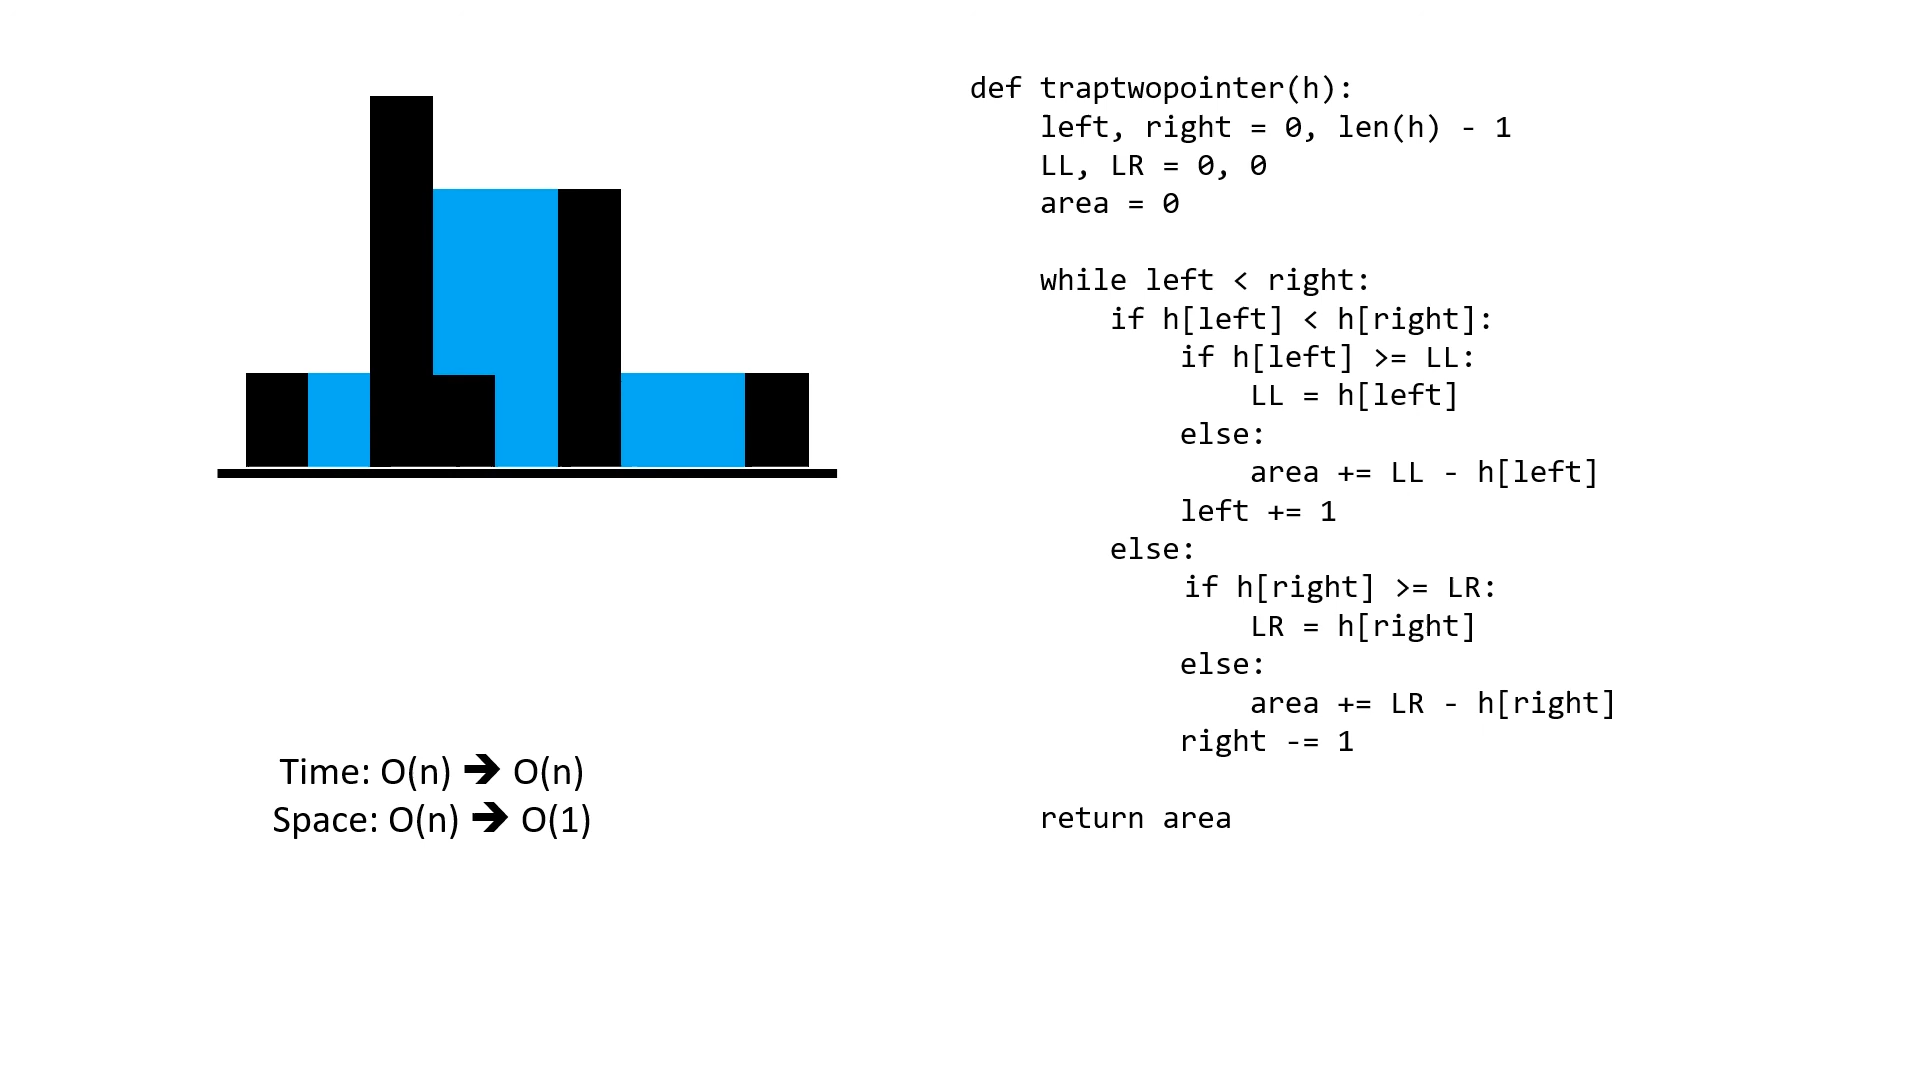 def traptwopointer(h):
    left, right = 0, len(h) - 1
    LL, LR = 0, 0
    area = 0

    while left < right:
        if h[left] < h[right]:
            if h[left] >= LL:
                LL = h[left]
            else:
                area += LL - h[left]
            left += 1
        else:
            if h[right] >= LR:
                LR = h[right]
            else:
                area += LR - h[right]
            right -= 1

    return area
Time: O(n) 🡺 O(n)
Space: O(n) 🡺 O(1)